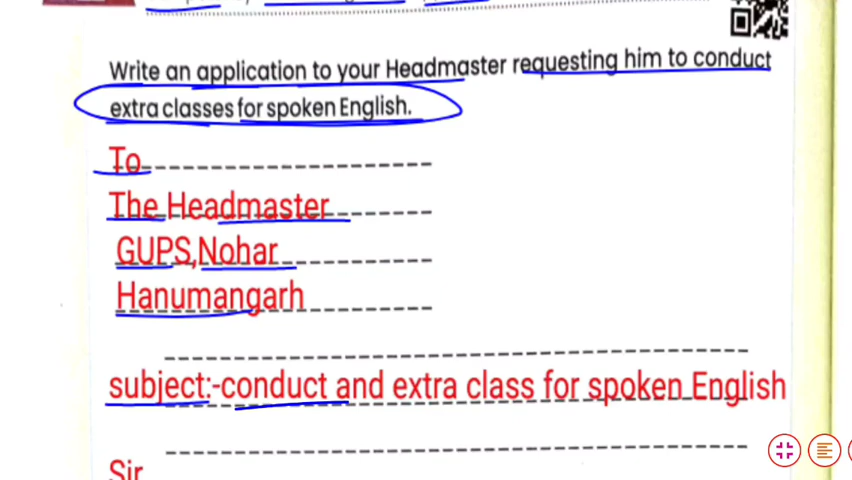 Write an application to your Headmaster requesting him to conduct
extra classes for spoken English.
To
The Headmaster
GUPS,Nohar
Hanumangarh
subject:-conduct and extra class for spoken English
Sir